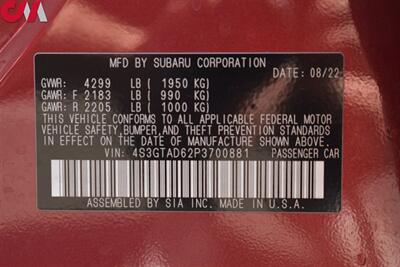 CM
MFD BY SUBARU CORPORATION
DATE: 08/22
GVWR: 4299 LB ( 1950 KG)
GAWR: F 2183 LB ( 990 KG)
GAWR: R 2205 LB ( 1000 KG)
THIS VEHICLE CONFORMS TO ALL APPLICABLE FEDERAL MOTOR
VEHICLE SAFETY,BUMPER,AND THEFT PREVENTION STANDARDS
IN EFFECT ON THE DATE OF MANUFACTURE SHOWN ABOVE.
VIN: 4S3GTAD62P3700881 PASSENGER CAR
ASSEMBLED BY SIA INC. MADE IN U.S.A.